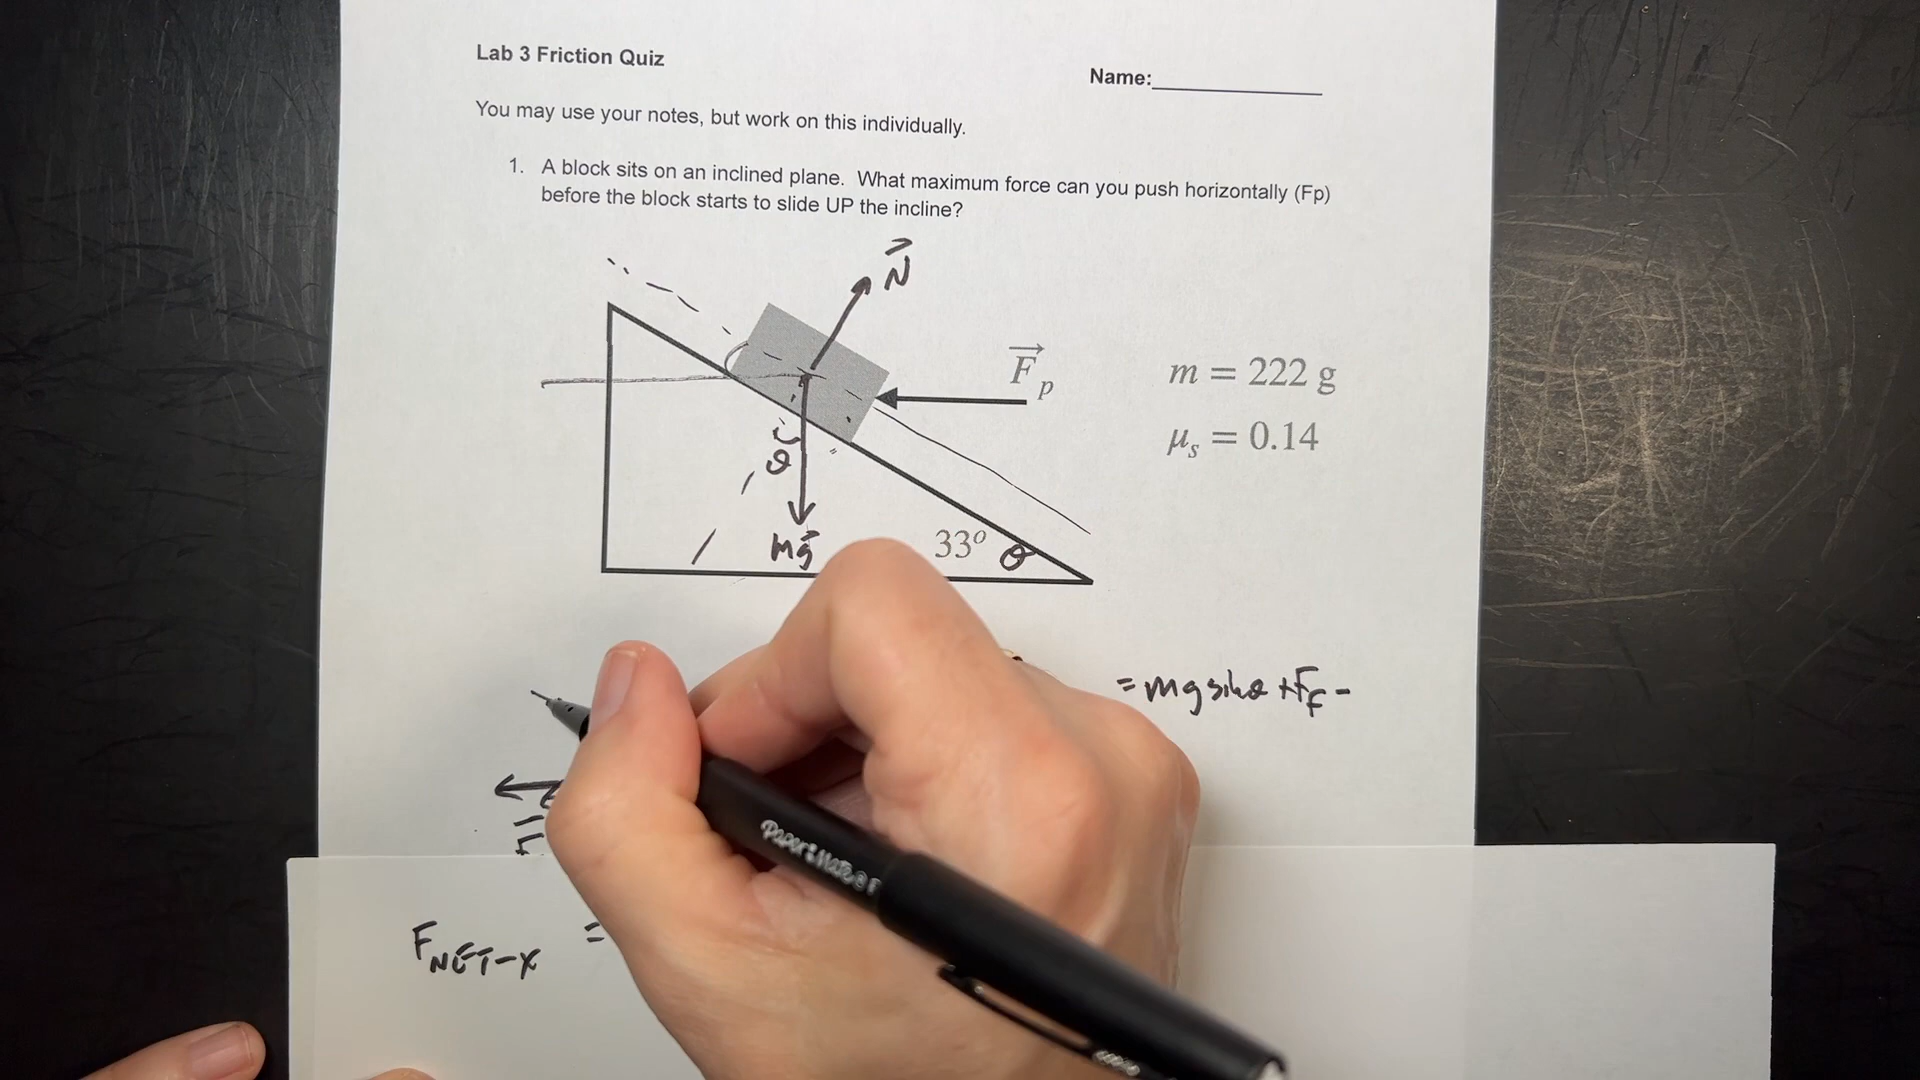 Lab 3 Friction Quiz
Name:
You may use your notes, but work on this individually.
1. A block sits on an inclined plane. What maximum force can you push horizontally (Fp)
before the block starts to slide UP the incline?
N
F p
m = 222 g
μs = 0.14
θ
mg
33° θ
= mg sinθ + FF -
F
FNET-X =
Paper Mate